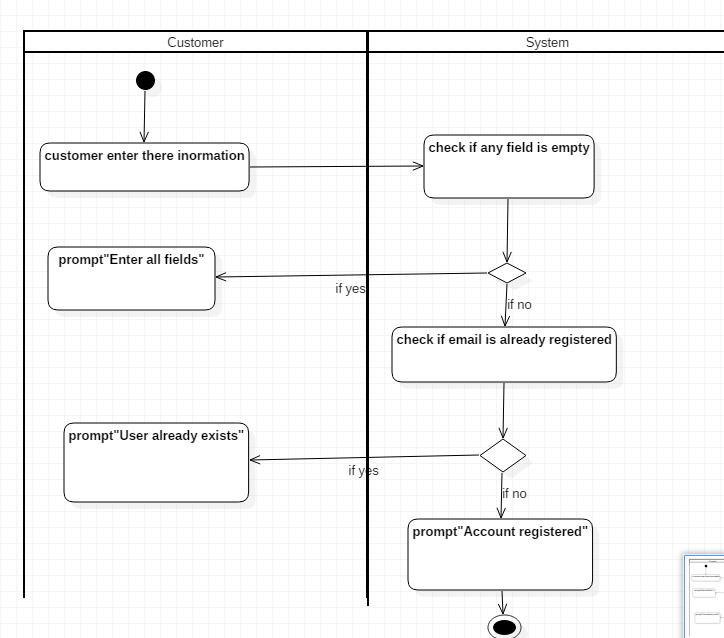 Customer
System
customer enter there inormation
check if any field is empty
prompt"Enter all fields"
if yes
if no
check if email is already registered
prompt"User already exists"
if yes
if no
prompt"Account registered"